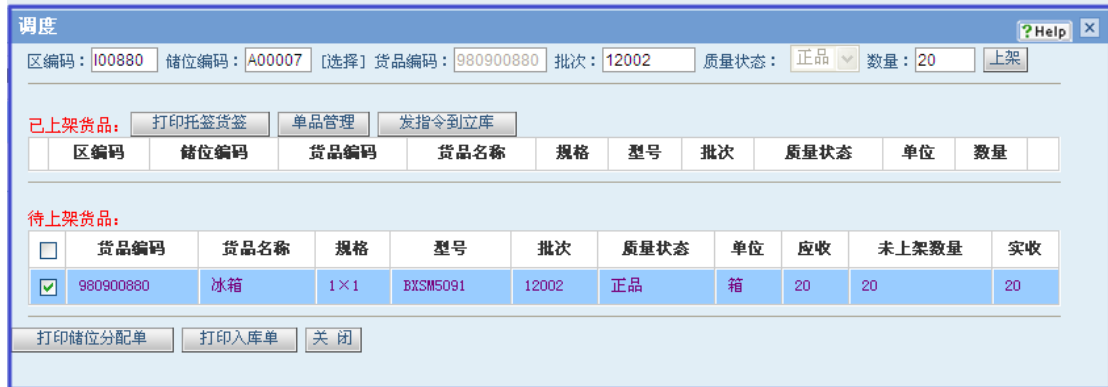 调度 ?Help ×
区编码：I00880 储位编码：A00007 [选择] 货品编码：980900880 批次：12002 质量状态：正品 数量：20 上架
已上架货品： 打印托签货签 单品管理 发指令到立库
区编码 储位编码 货品编码 货品名称 规格 型号 批次 质量状态 单位 数量
待上架货品：
货品编码 货品名称 规格 型号 批次 质量状态 单位 应收 未上架数量 实收
980900880 冰箱 1×1 BXSM5091 12002 正品 箱 20 20 20
打印储位分配单 打印入库单 关 闭